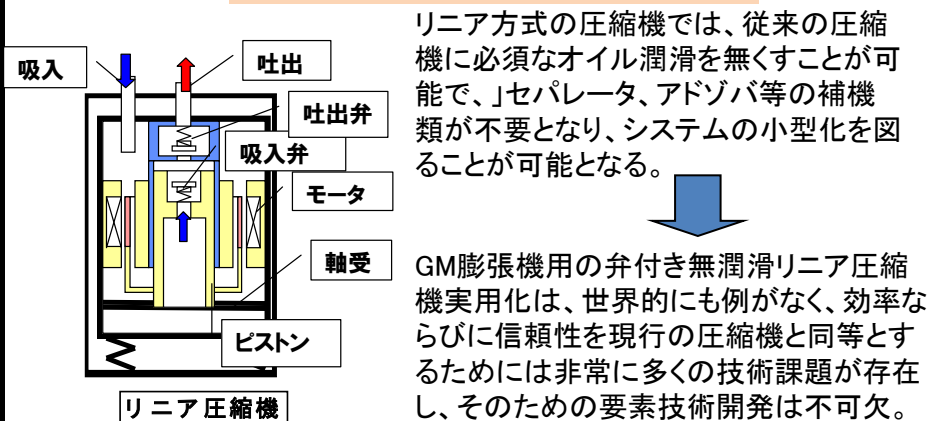 吸入
吐出
吐出弁
吸入弁
モータ
軸受
ピストン
リニア圧縮機
リニア方式の圧縮機では、従来の圧縮
機に必須なオイル潤滑を無くすことが可
能で、」セパレータ、アドゾバ等の補機
類が不要となり、システムの小型化を図
ることが可能となる。
GM膨張機用の弁付き無潤滑リニア圧縮
機実用化は、世界的にも例がなく、効率な
らびに信頼性を現行の圧縮機と同等とす
るためには非常に多くの技術課題が存在
し、そのための要素技術開発は不可欠。